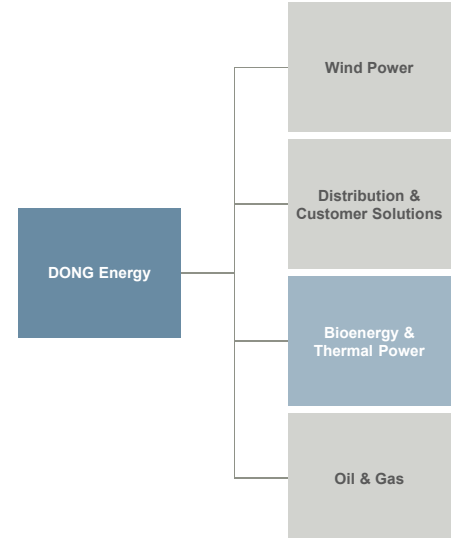 Wind Power
Distribution &
Customer Solutions
DONG Energy
Bioenergy &
Thermal Power
Oil & Gas